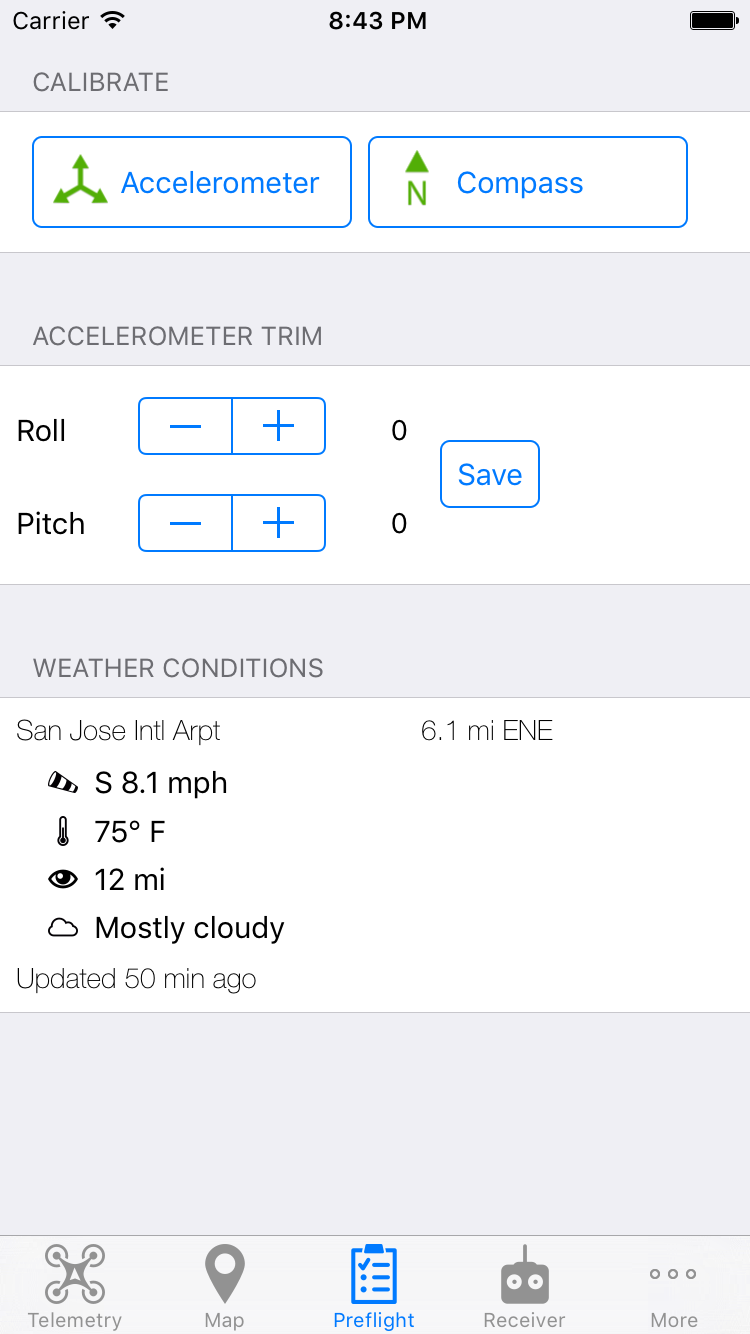 Carrier 8:43 PM
CALIBRATE
Accelerometer N Compass
ACCELEROMETER TRIM
Roll 0
Save
Pitch 0
WEATHER CONDITIONS
San Jose Intl Arpt 6.1 mi ENE
S 8.1 mph
75° F
12 mi
Mostly cloudy
Updated 50 min ago
Telemetry Map Preflight Receiver More